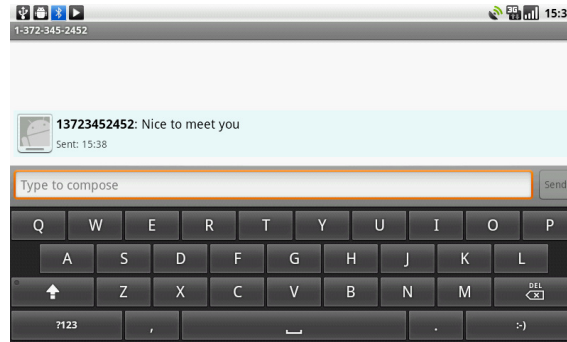 3G
15:3
1-372-345-2452
13723452452: Nice to meet you
Sent: 15:38
Type to compose
Send
Q W E R T Y U I O P
A S D F G H J K L
Z X C V B N M DEL
?123 , . :-)